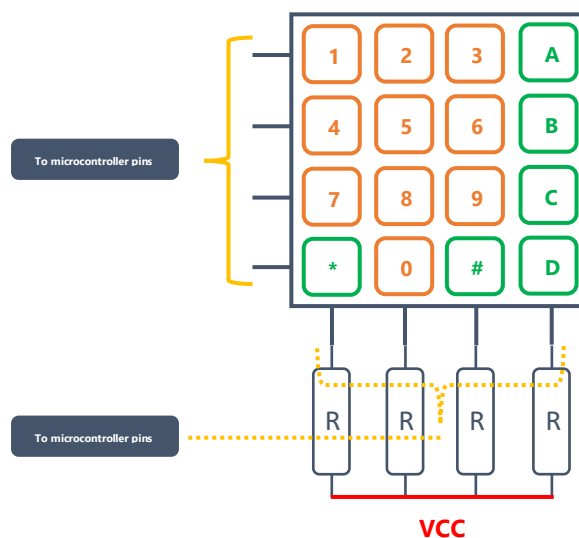 1 2 3 A
4 5 6 B
To microcontroller pins
7 8 9 C
* 0 # D
R R R R
To microcontroller pins
VCC